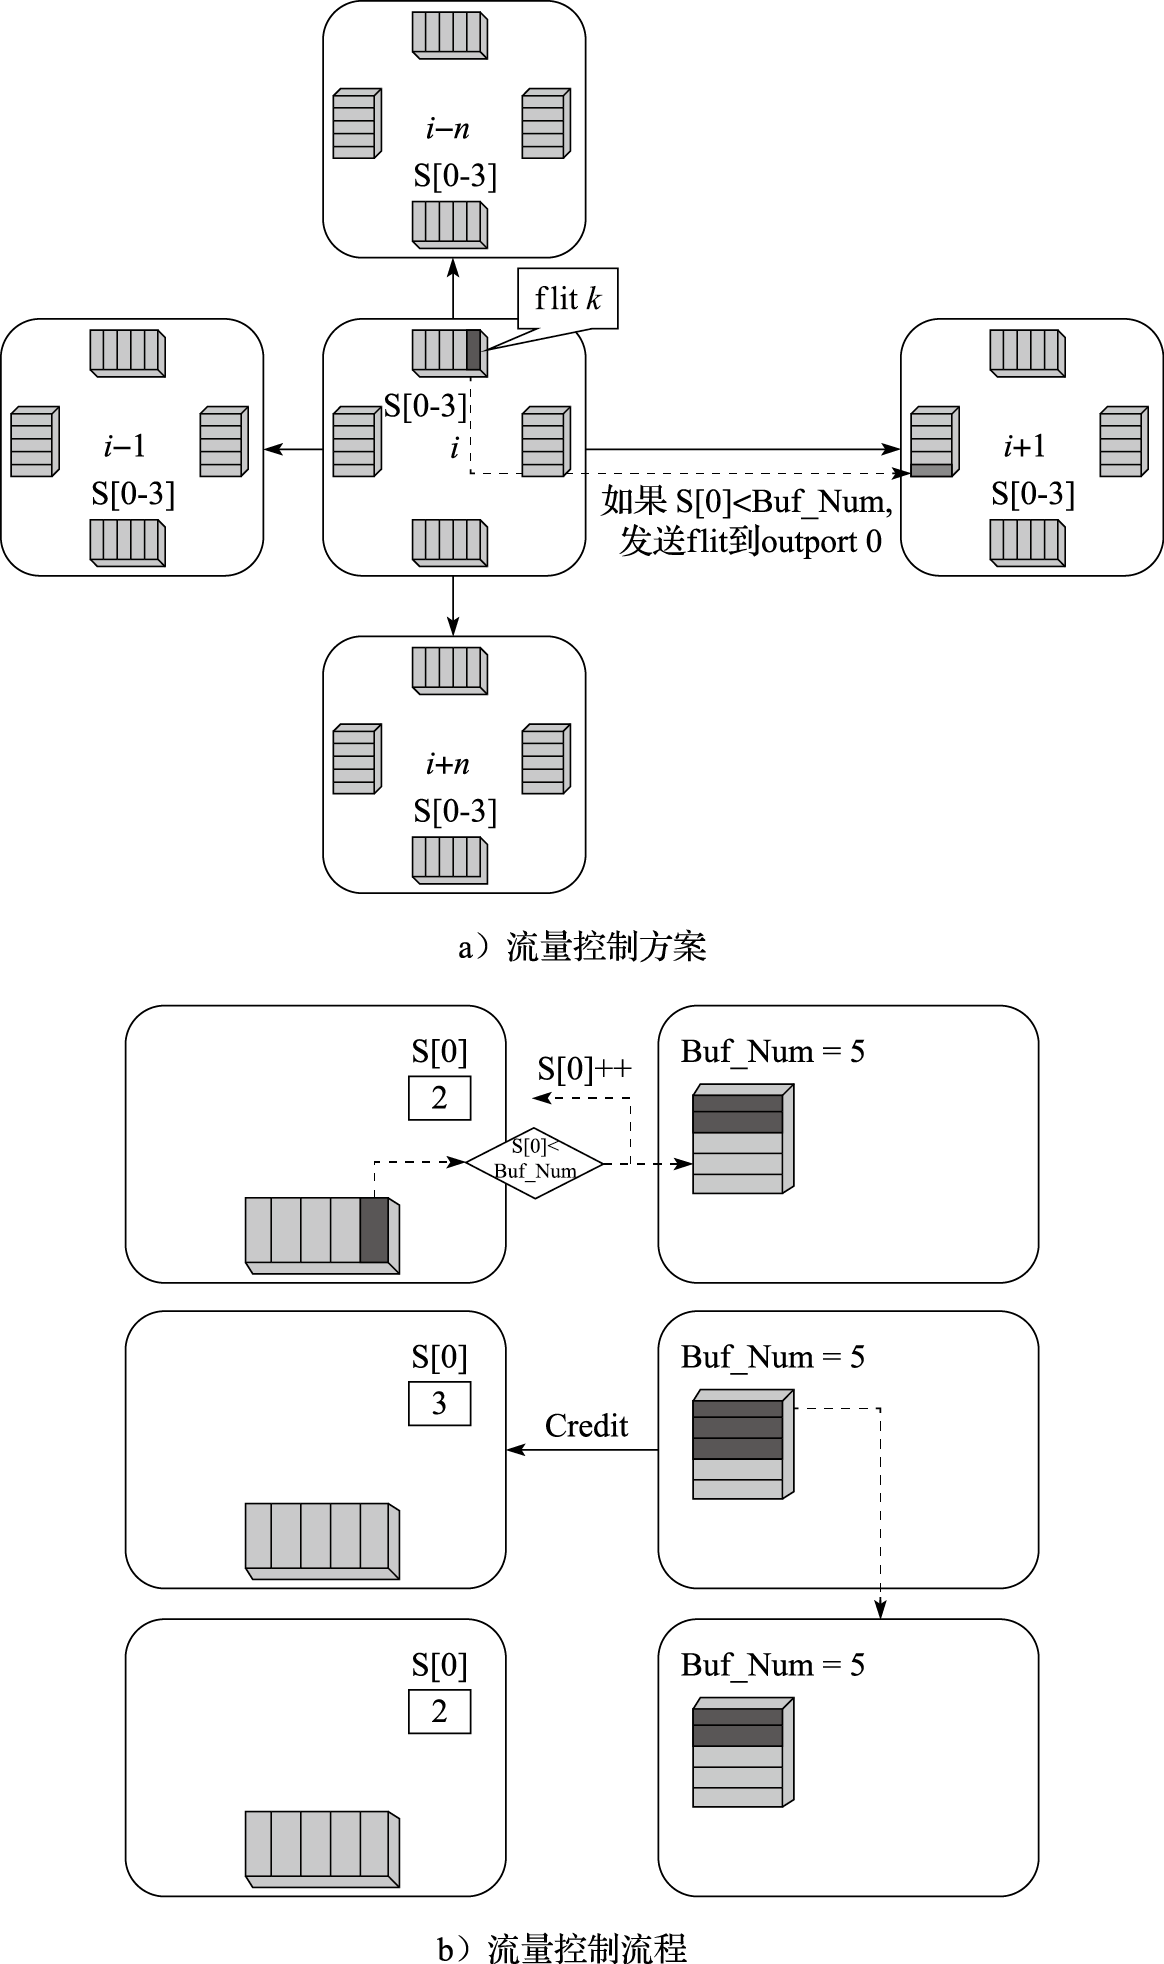 i−n
S[0-3]
flit k
S[0-3]
i−1
i
i+1
S[0-3]
S[0-3]
如果 S[0]<Buf_Num,
发送flit到outport 0
i+n
S[0-3]
a）流量控制方案
S[0]
2
S[0]++
Buf_Num = 5
S[0]<
Buf_Num
S[0]
3
Credit
Buf_Num = 5
S[0]
2
Buf_Num = 5
b）流量控制流程